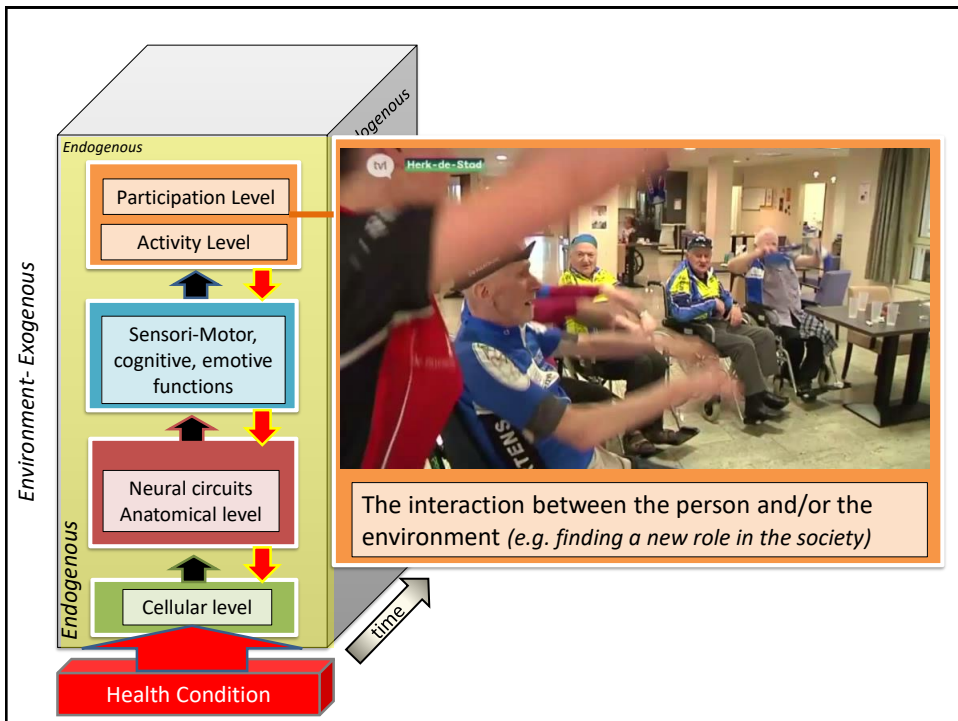 Endogenous
Endogenous
Participation Level
Activity Level
Sensori-Motor,
cognitive, emotive
functions
Neural circuits
Anatomical level
Cellular level
Health Condition
Environment- Exogenous
Endogenous
time
tvl
Herk-de-Stad
TENS
The interaction between the person and/or the
environment (e.g. finding a new role in the society)